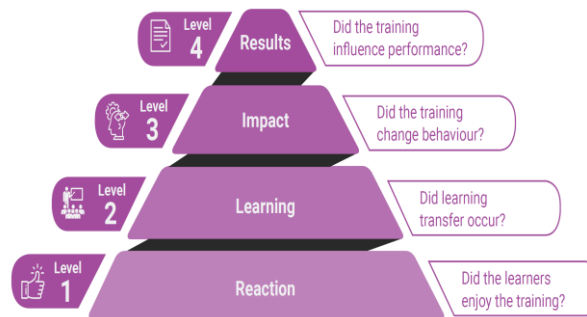 Level
4
Results
Did the training
influence performance?
Level
3
Impact
Did the training
change behaviour?
Level
2
Learning
Did learning
transfer occur?
Level
1
Reaction
Did the learners
enjoy the training?